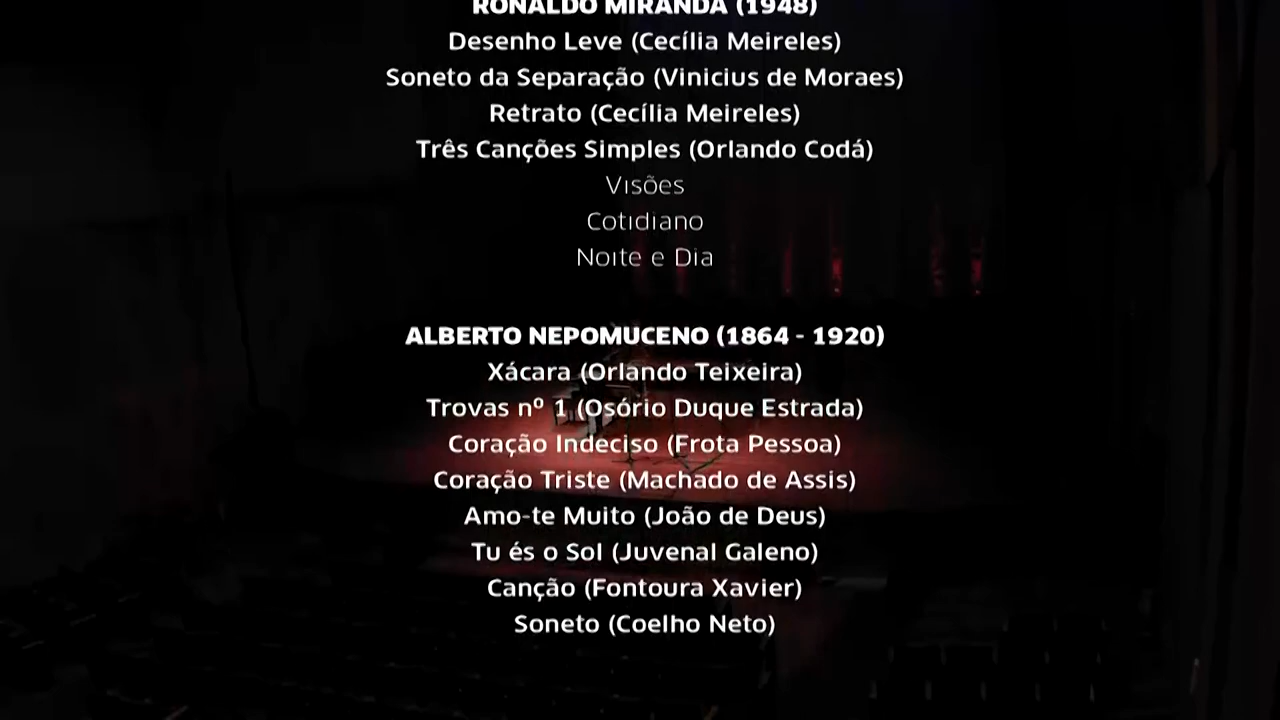 RONALDO MIRANDA (1948)
Desenho Leve (Cecília Meireles)
Soneto da Separação (Vinicius de Moraes)
Retrato (Cecília Meireles)
Três Canções Simples (Orlando Codá)
Visões
Cotidiano
Noite e Dia
ALBERTO NEPOMUCENO (1864 - 1920)
Xácara (Orlando Teixeira)
Trovas nº 1 (Osório Duque Estrada)
Coração Indeciso (Frota Pessoa)
Coração Triste (Machado de Assis)
Amo-te Muito (João de Deus)
Tu és o Sol (Juvenal Galeno)
Canção (Fontoura Xavier)
Soneto (Coelho Neto)